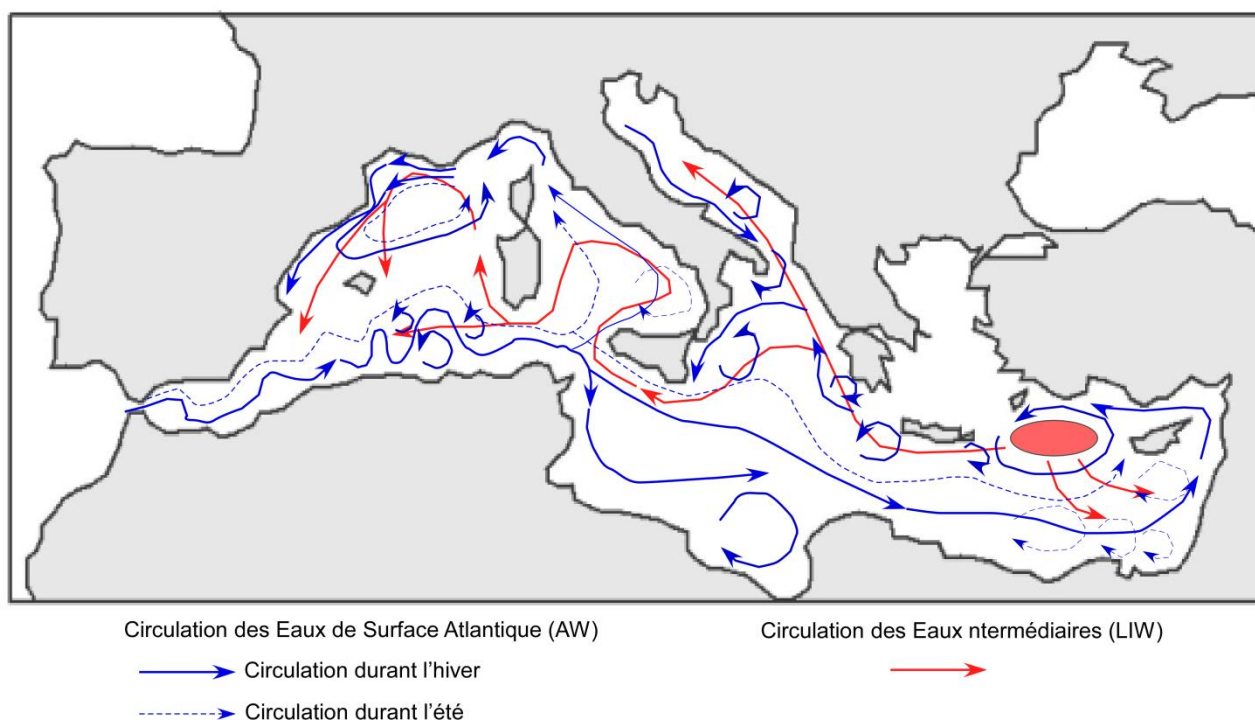 Circulation des Eaux de Surface Atlantique (AW)
Circulation durant l'hiver
Circulation durant l'été
Circulation des Eaux ntermédiaires (LIW)